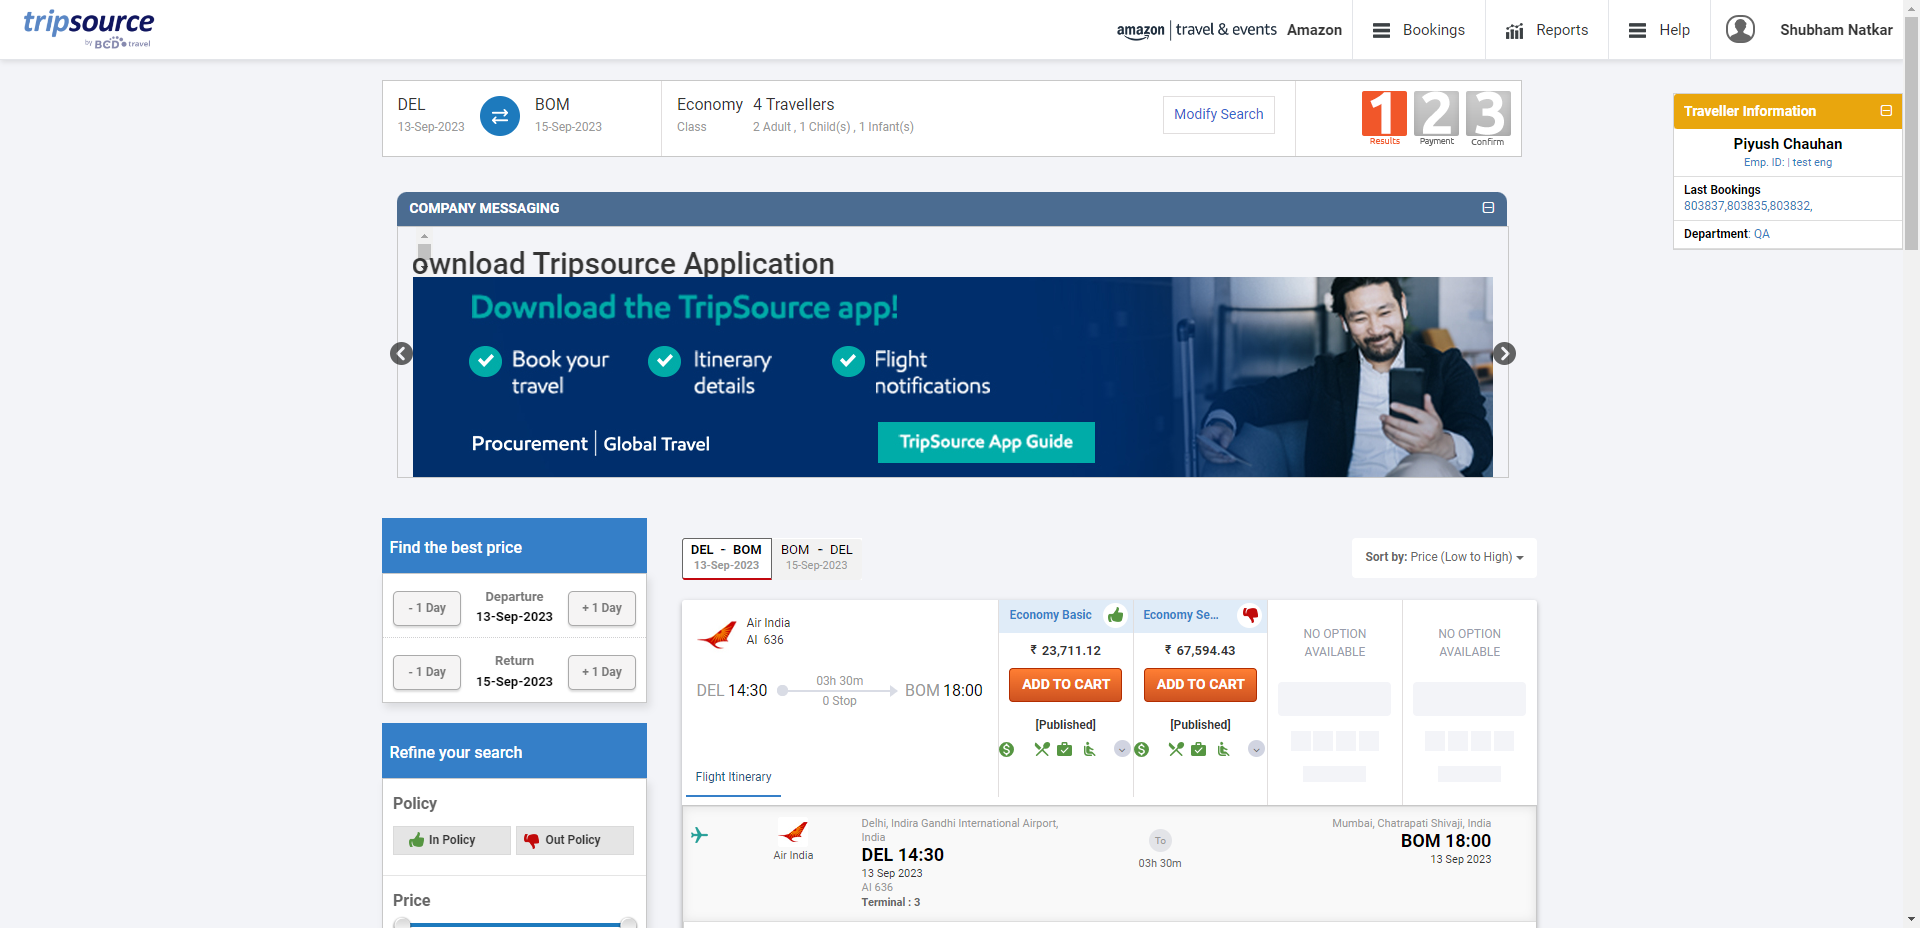 tripsource
by BCD travel
amazon | travel & events Amazon
Bookings
Reports
Help
Shubham Natkar
DEL
13-Sep-2023
BOM
15-Sep-2023
Economy
Class
4 Travellers
2 Adult , 1 Child(s) , 1 Infant(s)
Modify Search
1 2 3
Results Payment Confirm
Traveller Information
Piyush Chauhan
Emp. ID: | test eng
Last Bookings
803837,803835,803832,
Department: QA
COMPANY MESSAGING
ownload Tripsource Application
Download the TripSource app!
Book your
travel
Itinerary
details
Flight
notifications
Procurement | Global Travel
TripSource App Guide
Find the best price
- 1 Day
Departure
13-Sep-2023
+ 1 Day
- 1 Day
Return
15-Sep-2023
+ 1 Day
Refine your search
Policy
In Policy
Out Policy
Price
DEL - BOM
13-Sep-2023
BOM - DEL
15-Sep-2023
Sort by: Price (Low to High)
Air India
AI 636
DEL 14:30
03h 30m
0 Stop
BOM 18:00
Flight Itinerary
Economy Basic
₹ 23,711.12
ADD TO CART
[Published]
Economy Se...
₹ 67,594.43
ADD TO CART
[Published]
NO OPTION
AVAILABLE
NO OPTION
AVAILABLE
Air India
Delhi, Indira Gandhi International Airport,
India
DEL 14:30
13 Sep 2023
AI 636
Terminal : 3
To
03h 30m
Mumbai, Chatrapati Shivaji, India
BOM 18:00
13 Sep 2023